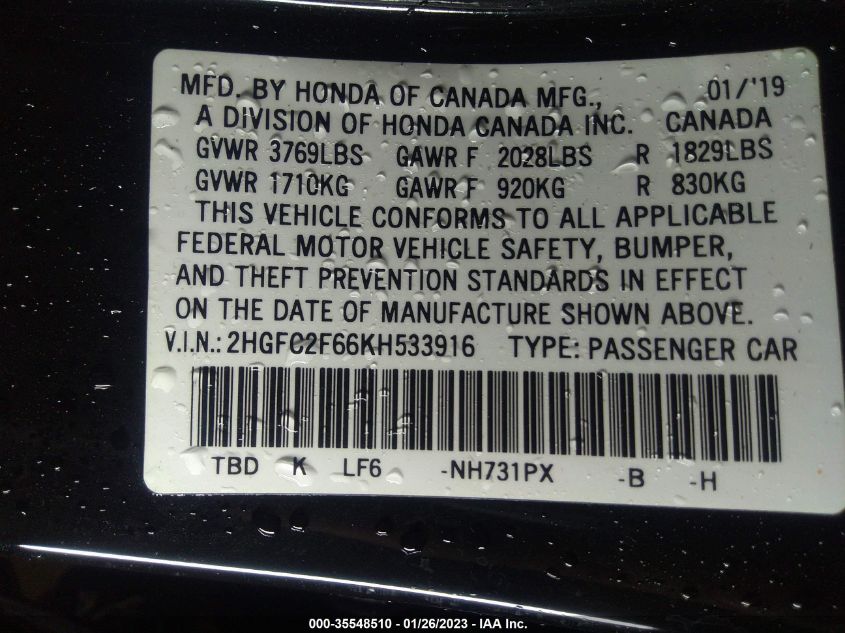 MFD. BY HONDA OF CANADA MFG., 01/'19
A DIVISION OF HONDA CANADA INC. CANADA
GVWR 3769LBS GAWR F 2028LBS R 1829LBS
GVWR 1710KG GAWR F 920KG R 830KG
THIS VEHICLE CONFORMS TO ALL APPLICABLE
FEDERAL MOTOR VEHICLE SAFETY, BUMPER,
AND THEFT PREVENTION STANDARDS IN EFFECT
ON THE DATE OF MANUFACTURE SHOWN ABOVE.
V.I.N.: 2HGFC2F66KH533916 TYPE: PASSENGER CAR
TBD K LF6 -NH731PX -B -H
000-35548510 - 01/26/2023 - IAA Inc.